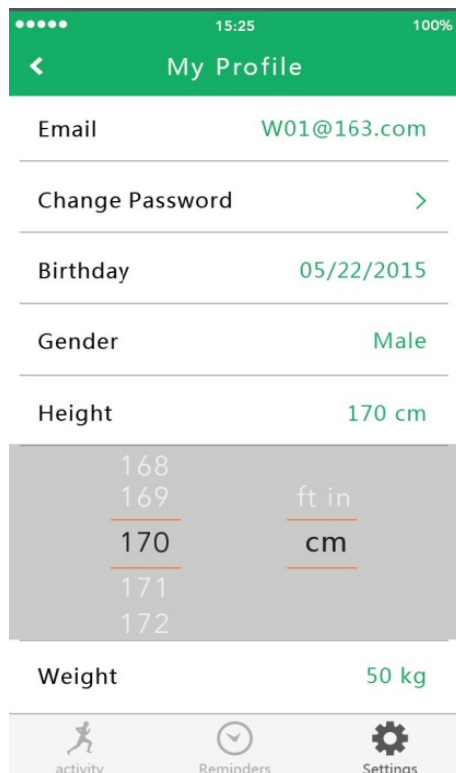 15:25 100%
My Profile
Email W01@163.com
Change Password >
Birthday 05/22/2015
Gender Male
Height 170 cm
168
169 ft in
170 cm
171
172
Weight 50 kg
activity Reminders Settings